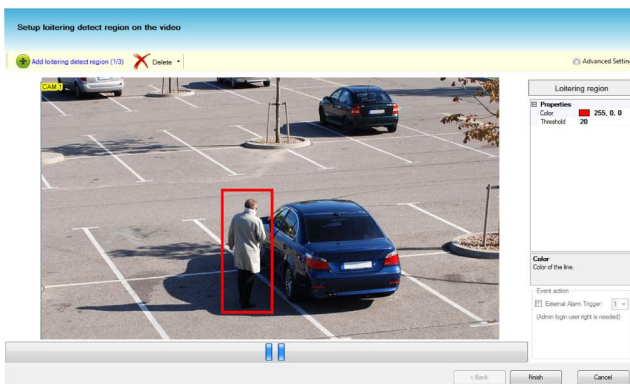 Setup loitering detect region on the video
Add loitering detect region (1/3)
Delete
Advanced Setting
CAM 1
Loitering region
Properties
Color 255, 0, 0
Threshold 20
Color
Color of the line.
Event action
External Alarm Trigger: 1
(Admin login user right is needed)
< Back
Finish
Cancel